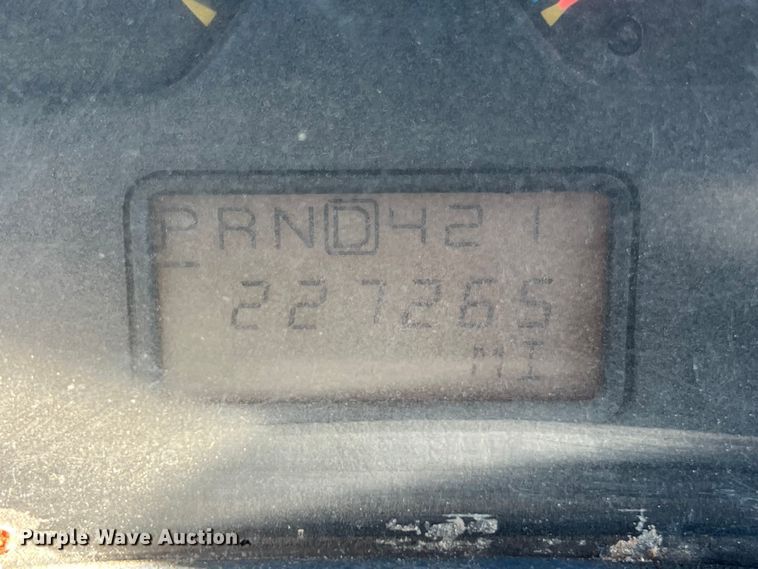 PRND421
227265
MI
Purple Wave Auction.